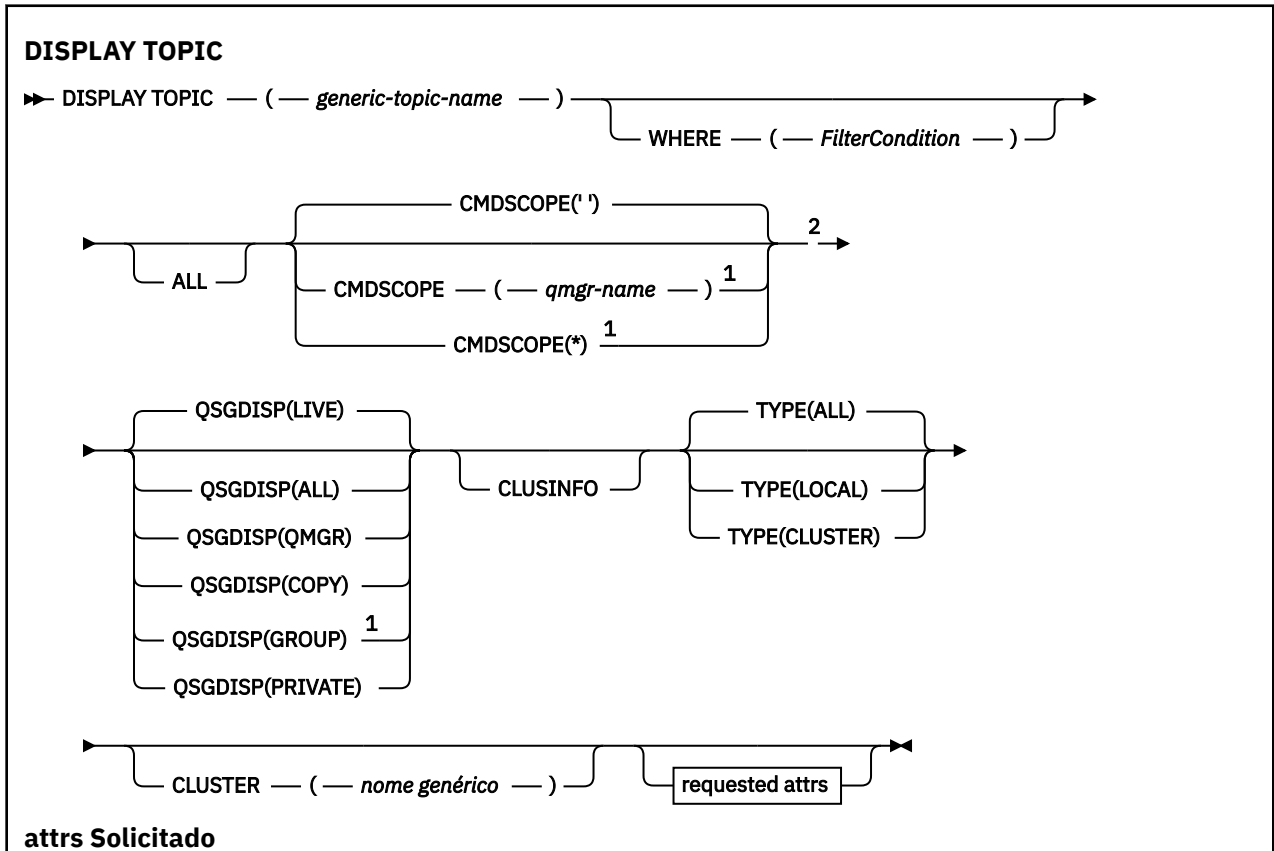 DISPLAY TOPIC
DISPLAY TOPIC ( generic-topic-name )
WHERE ( FilterCondition )
CMDSCOPE(' ')
2
ALL
CMDSCOPE ( qmgr-name ) 1
CMDSCOPE(*) 1
QSGDISP(LIVE)
QSGDISP(ALL)
QSGDISP(QMGR)
QSGDISP(COPY)
QSGDISP(GROUP) 1
QSGDISP(PRIVATE)
CLUSINFO
TYPE(ALL)
TYPE(LOCAL)
TYPE(CLUSTER)
CLUSTER ( nome genérico )
requested attrs
attrs Solicitado